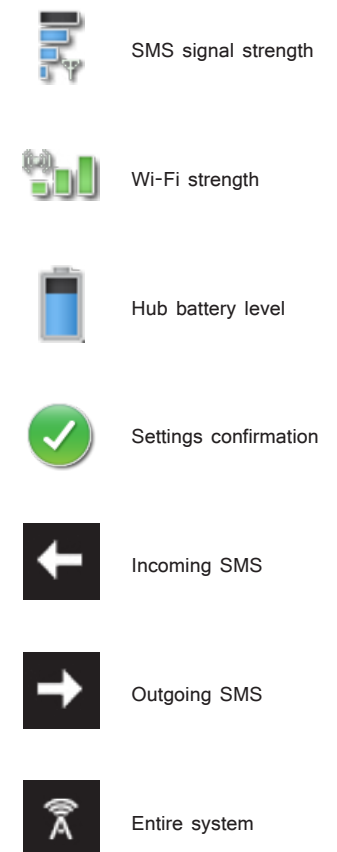 SMS signal strength
Wi-Fi strength
Hub battery level
Settings confirmation
Incoming SMS
Outgoing SMS
Entire system